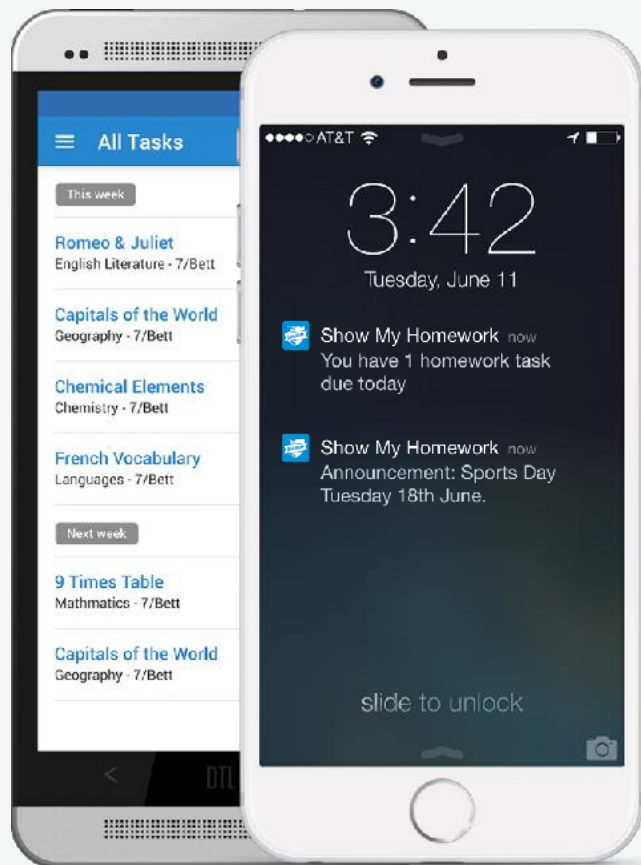 All Tasks
This week
Romeo & Juliet
English Literature - 7/Bett
Capitals of the World
Geography - 7/Bett
Chemical Elements
Chemistry - 7/Bett
French Vocabulary
Languages - 7/Bett
Next week
9 Times Table
Mathmatics - 7/Bett
Capitals of the World
Geography - 7/Bett
DTL
AT&T
3:42
Tuesday, June 11
Show My Homework now
You have 1 homework task
due today
Show My Homework now
Announcement: Sports Day
Tuesday 18th June.
slide to unlock